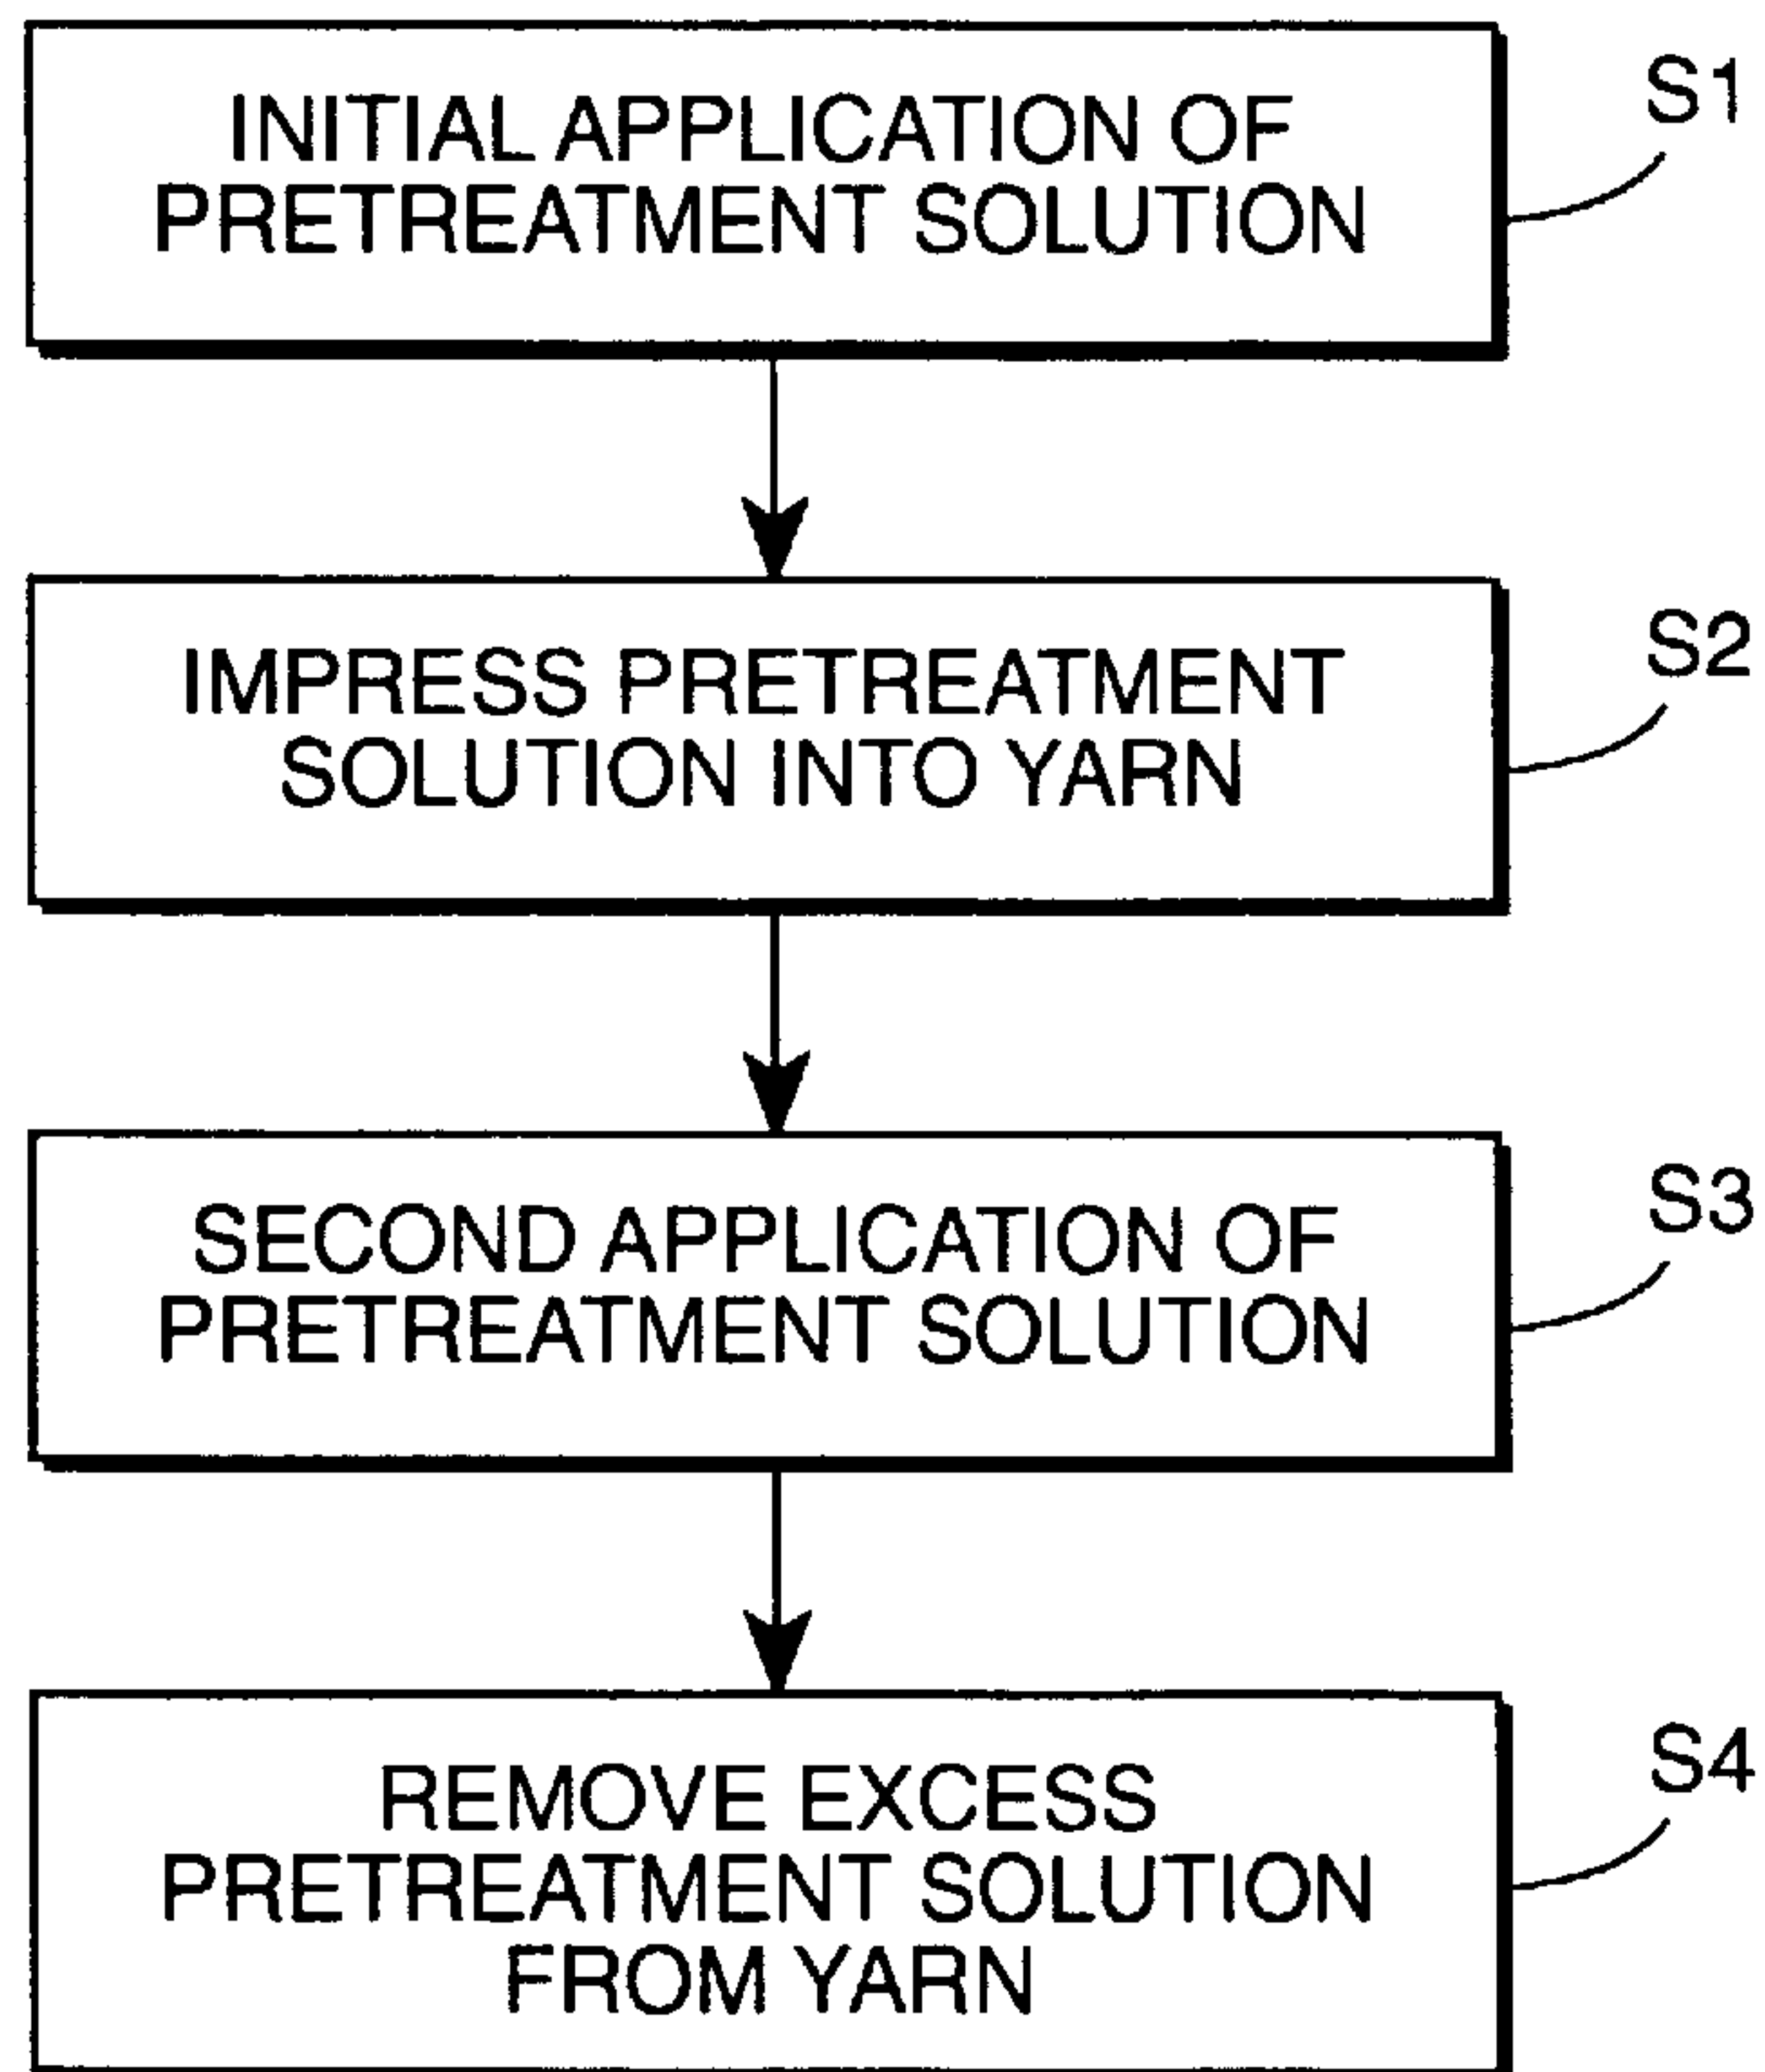 INITIAL APPLICATION OF
PRETREATMENT SOLUTION
S1
IMPRESS PRETREATMENT
SOLUTION INTO YARN
S2
SECOND APPLICATION OF
PRETREATMENT SOLUTION
S3
REMOVE EXCESS
PRETREATMENT SOLUTION
FROM YARN
S4